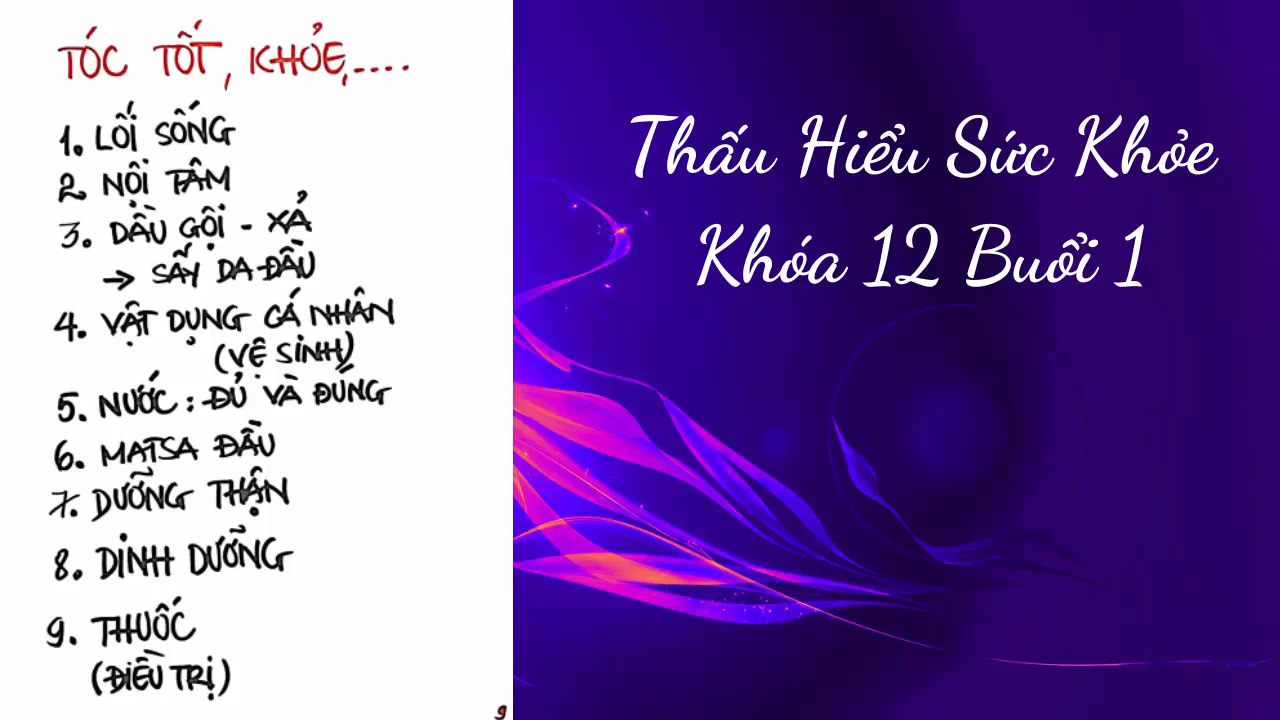 TÓC TỐT, KHỎE,....
1. LỐI SỐNG
2 NỘI TÂM
3. DẦU GỘI - XẢ
→ SẤY DA ĐẦU
4. VẬT DỤNG CÁ NHÂN
(VỆ SINH)
5. NƯỚC: ĐỦ VÀ ĐÚNG
6. MATSA ĐẦU
7. DƯỠNG THẬN
8. DINH DƯỠNG
9. THUỐC
(ĐIỀU TRỊ)
9
Thấu Hiểu Sức Khỏe
Khóa 12 Buổi 1